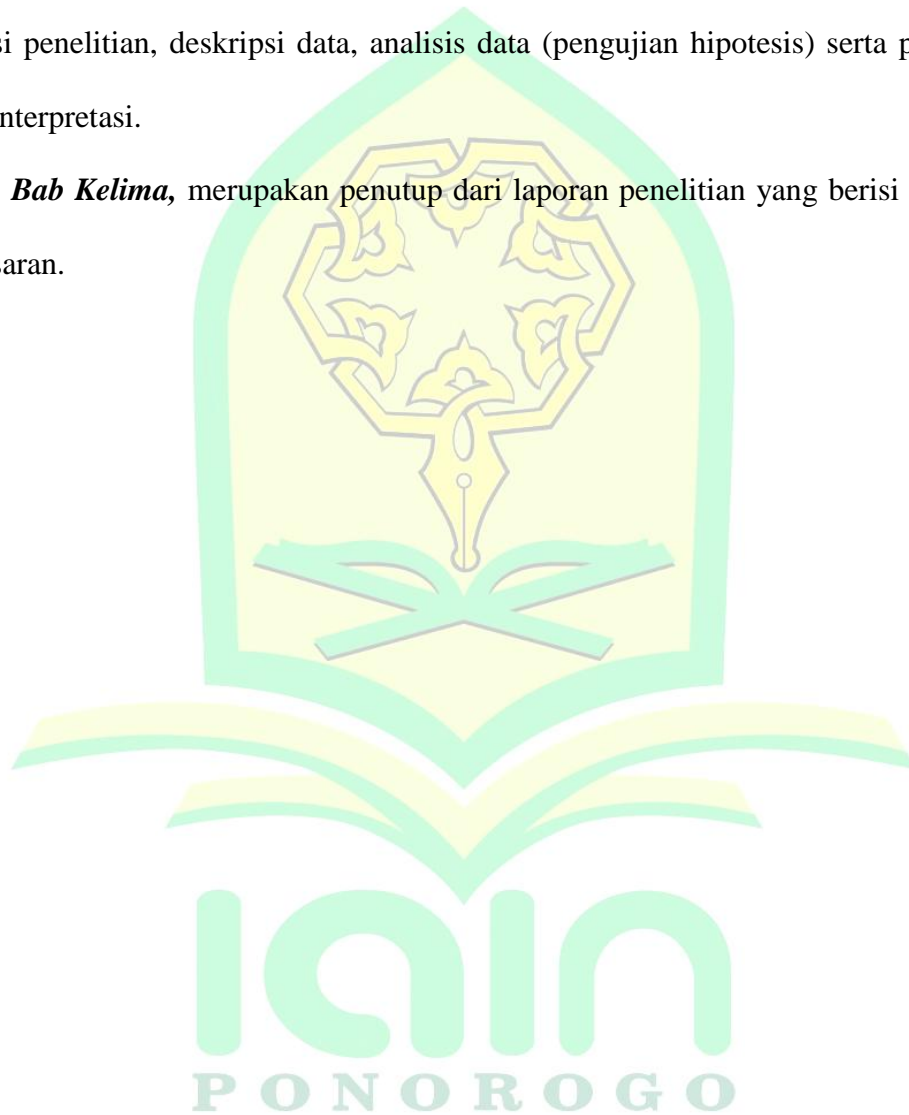 si penelitian, deskripsi data, analisis data (pengujian hipotesis) serta p
nterpretasi.
Bab Kelima, merupakan penutup dari laporan penelitian yang berisi
saran.
iain
PONOROGO